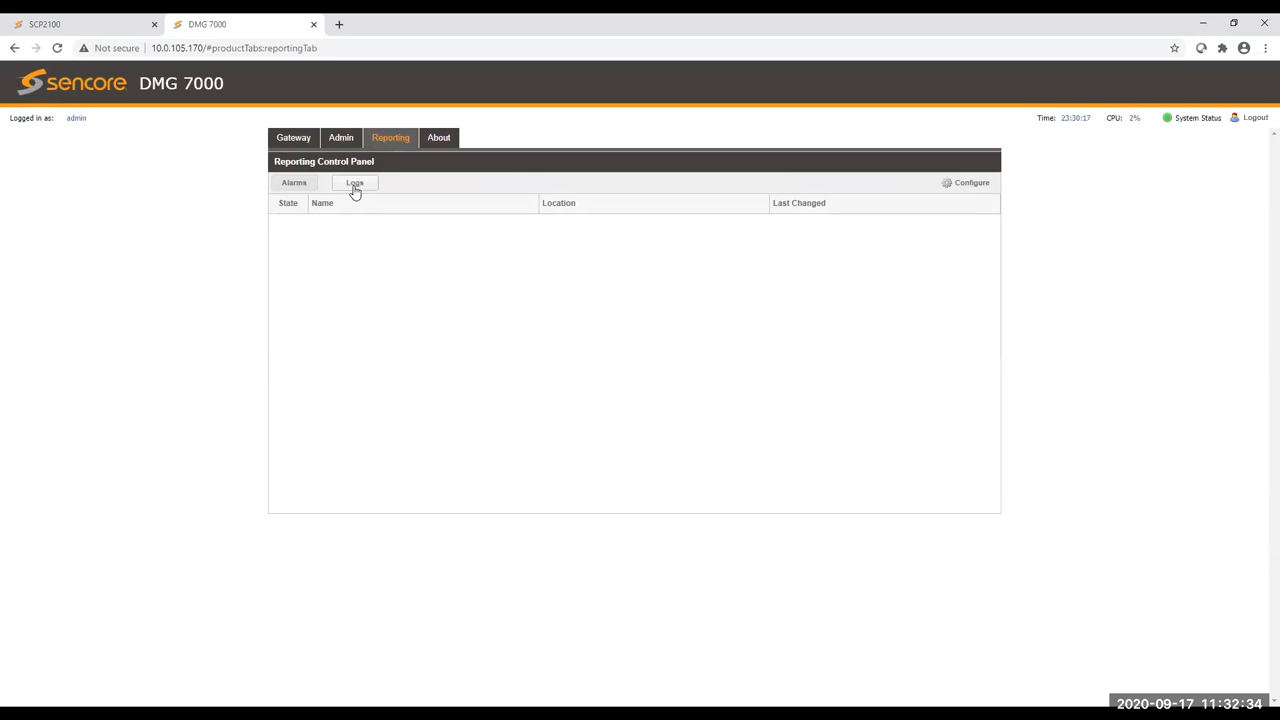 SCP2100
DMG 7000
Not secure
10.0.105.170/#productTabs:reportingTab
sencore
DMG 7000
Logged in as: admin
Time: 23:30:17 CPU: 2% System Status Logout
Gateway Admin Reporting About
Reporting Control Panel
Alarms Logs Configure
State Name Location Last Changed
2020-09-17 11:32:34